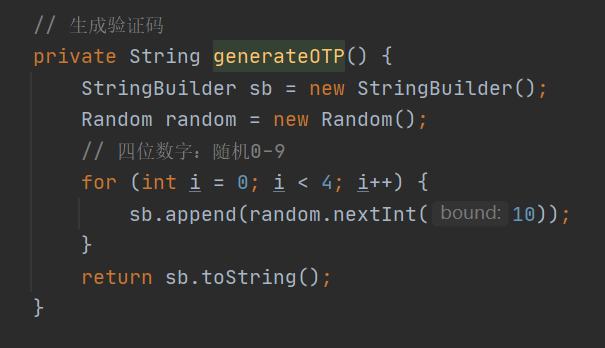 // 生成验证码
private String generateOTP() {
StringBuilder sb = new StringBuilder();
Random random = new Random();
// 四位数字：随机0-9
for (int i = 0; i < 4; i++) {
sb.append(random.nextInt( bound: 10));
}
return sb.toString();
}